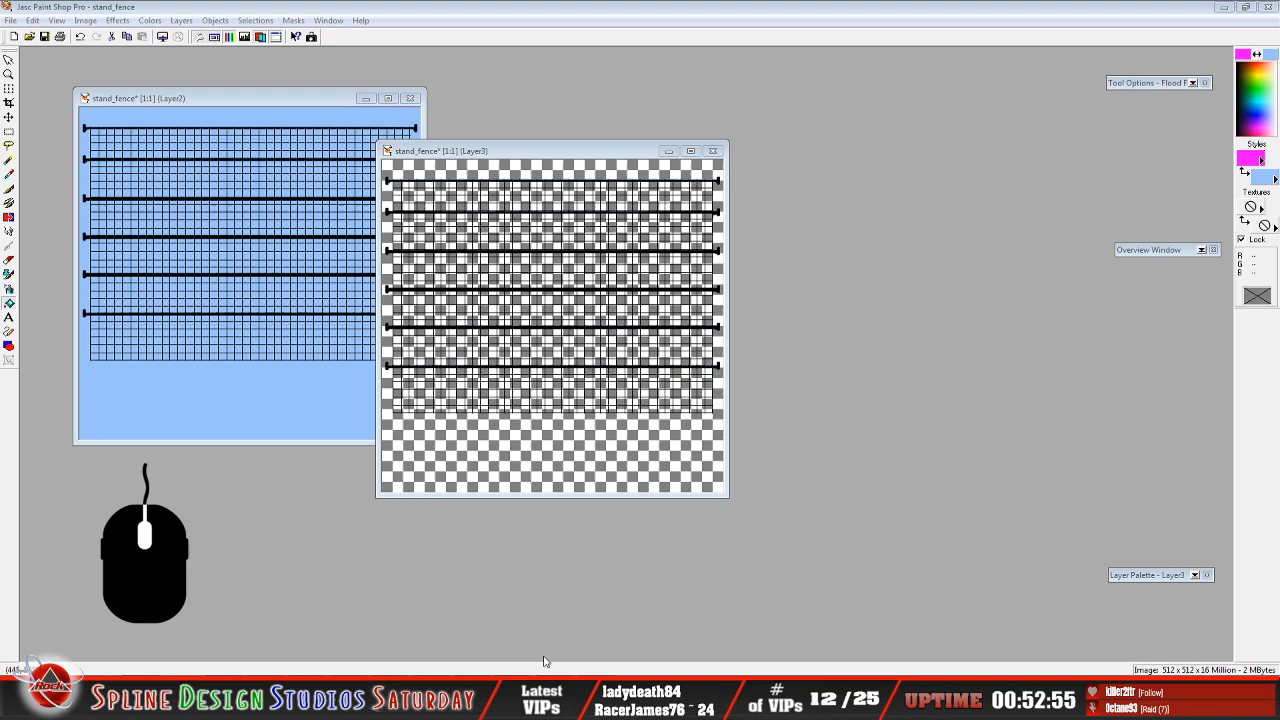 Jasc Paint Shop Pro - stand_fence
File Edit View Image Effects Colors Layers Objects Selections Masks Window Help
stand_fence* [1:1] (Layer2)
stand_fence* [1:1] (Layer3)
Tool Options - Flood F
Styles
Textures
Lock
R --
G --
B --
Overview Window
Layer Palette - Layer3
Image: 512 x 512 x 16 Million - 2 MBytes
SPLINE DESIGN STUDIOS SATURDAY
Latest VIPs
ladydeath84
RacerJames76 ~ 24
# of VIPs
12 / 25
UPTIME
00:52:55
killer2ltr [Follow]
Octane93 [Raid (7)]